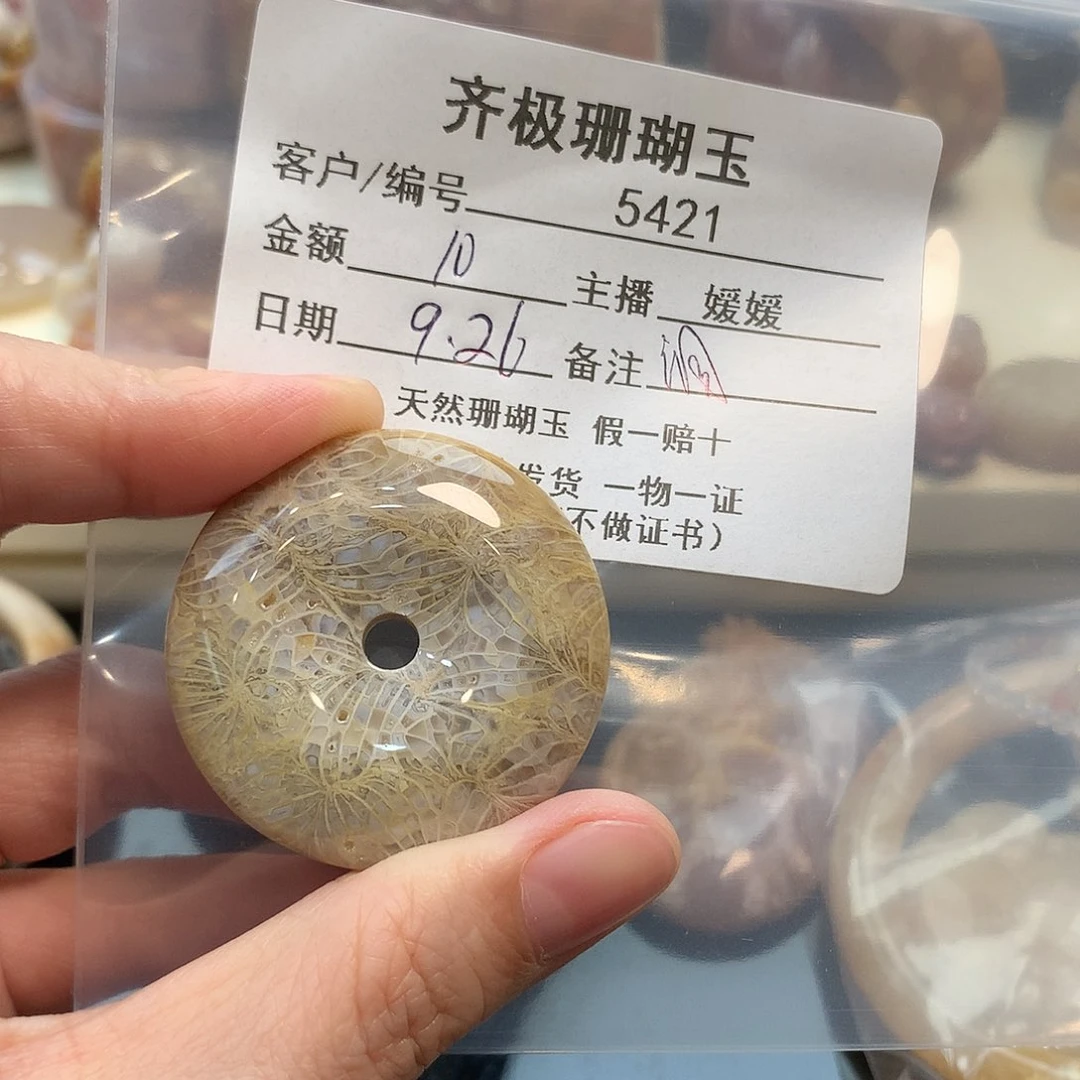 齐极珊瑚玉
客户/编号 5421
金额 10 主播 媛媛
日期 9.26 备注
天然珊瑚玉 假一赔十
发货 一物一证
不做证书）